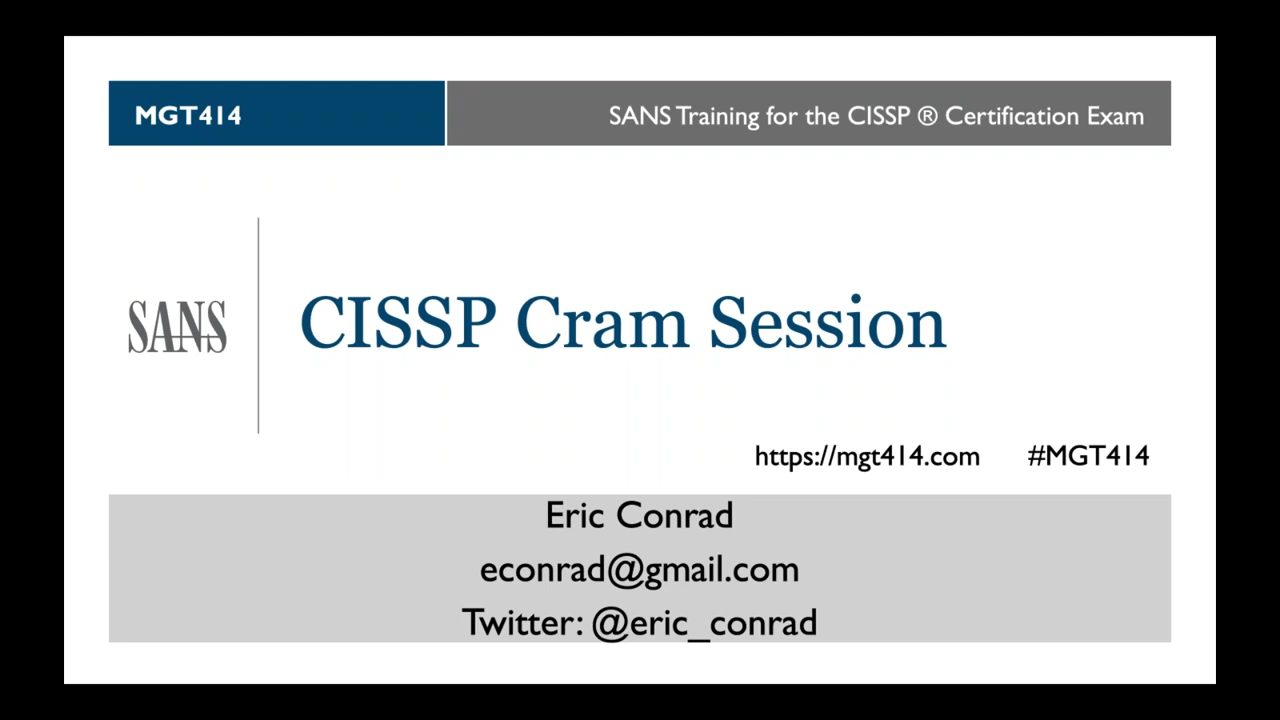 MGT414
SANS Training for the CISSP ® Certification Exam
SANS
CISSP Cram Session
https://mgt414.com #MGT414
Eric Conrad
econrad@gmail.com
Twitter: @eric_conrad